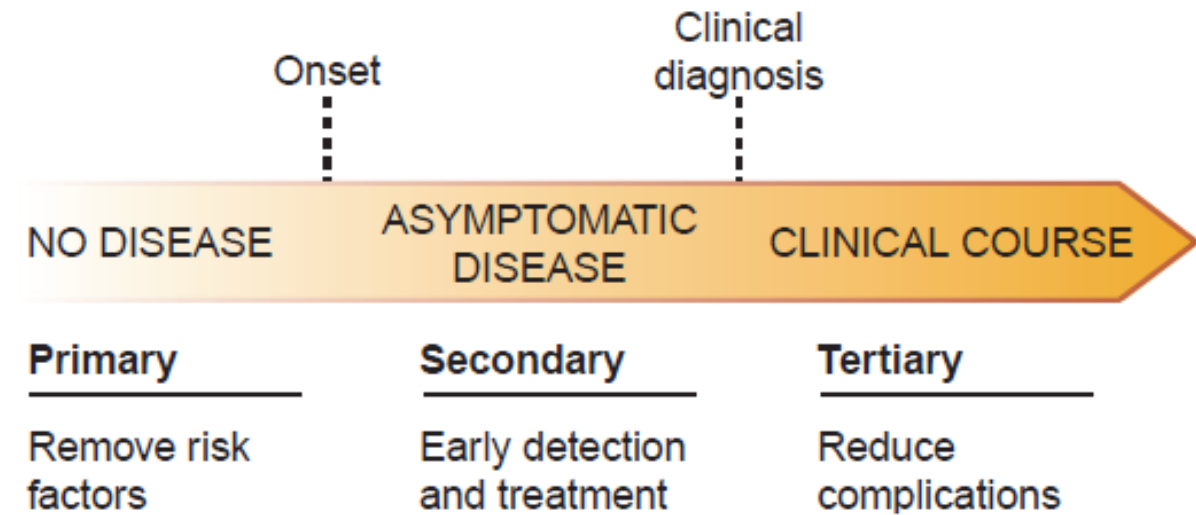 Onset
Clinical
diagnosis
NO DISEASE
ASYMPTOMATIC
DISEASE
CLINICAL COURSE
Primary
Remove risk
factors
Secondary
Early detection
and treatment
Tertiary
Reduce
complications